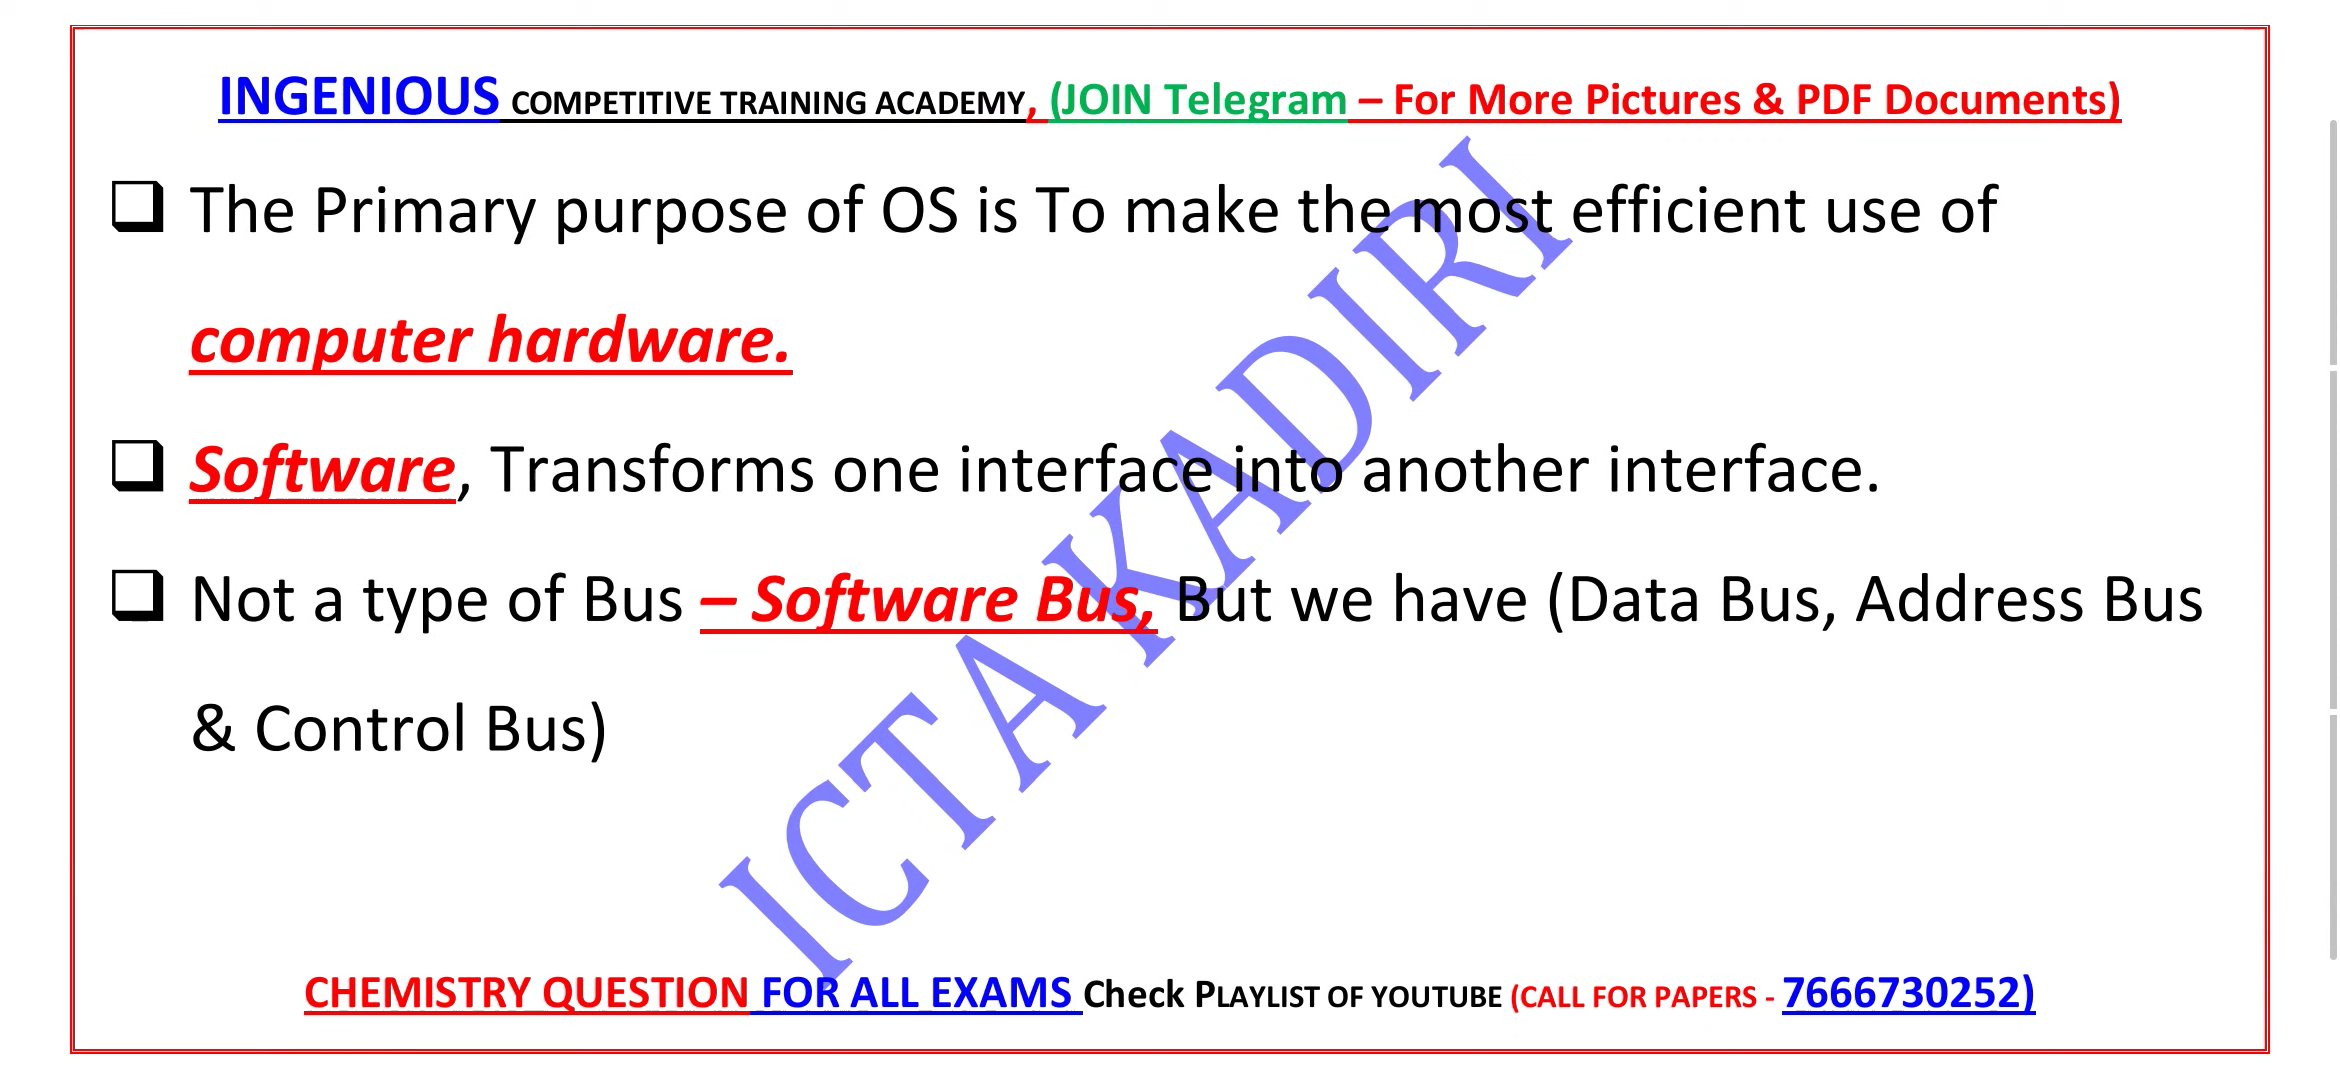 INGENIOUS COMPETITIVE TRAINING ACADEMY, (JOIN Telegram – For More Pictures & PDF Documents)
❑ The Primary purpose of OS is To make the most efficient use of
computer hardware.
❑ Software, Transforms one interface into another interface.
❑ Not a type of Bus – Software Bus, But we have (Data Bus, Address Bus
& Control Bus)
ICTA KADIRI
CHEMISTRY QUESTION FOR ALL EXAMS Check PLAYLIST OF YOUTUBE (CALL FOR PAPERS - 7666730252)